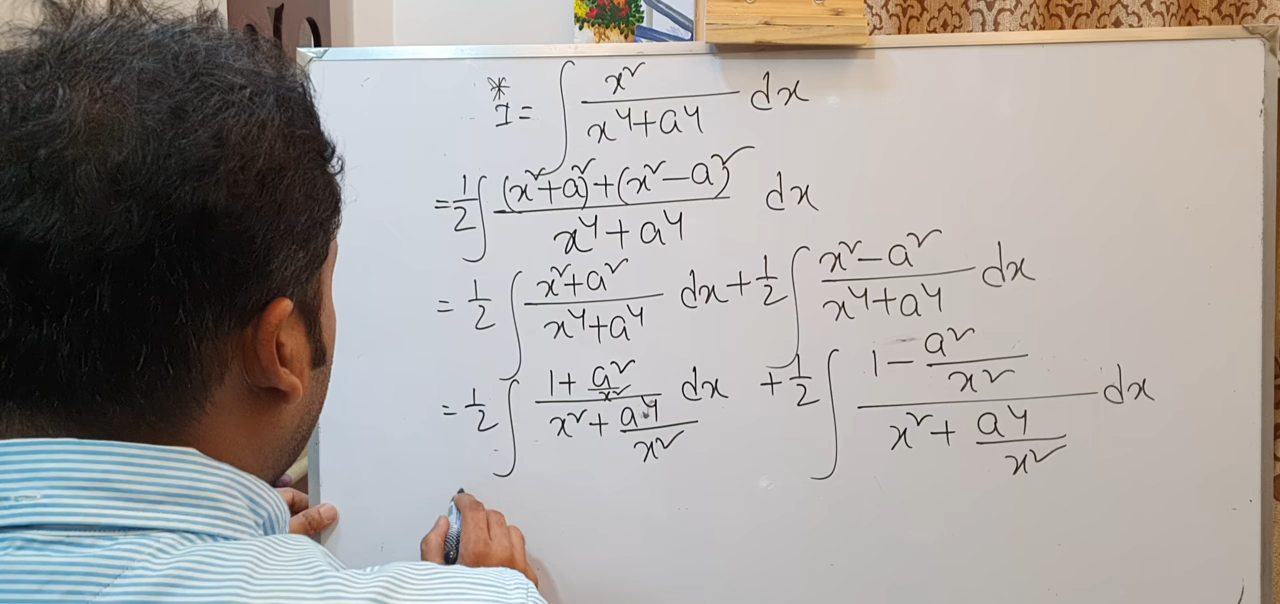 * I = ∫ x²/(x⁴+a⁴) dx
= 1/2 ∫ ((x²+a²)+(x²−a²))/(x⁴+a⁴) dx
= 1/2 ∫ (x²+a²)/(x⁴+a⁴) dx + 1/2 ∫ (x²−a²)/(x⁴+a⁴) dx
= 1/2 ∫ (1+a²/x²)/(x²+a⁴/x²) dx + 1/2 ∫ (1−a²/x²)/(x²+a⁴/x²) dx